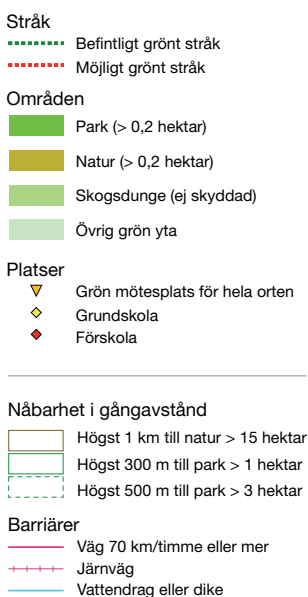 Stråk
Befintligt grönt stråk
Möjligt grönt stråk
Områden
Park (> 0,2 hektar)
Natur (> 0,2 hektar)
Skogsdunge (ej skyddad)
Övrig grön yta
Platser
Grön mötesplats för hela orten
Grundskola
Förskola
Nåbarhet i gångavstånd
Högst 1 km till natur > 15 hektar
Högst 300 m till park > 1 hektar
Högst 500 m till park > 3 hektar
Barriärer
Väg 70 km/timme eller mer
Järnväg
Vattendrag eller dike